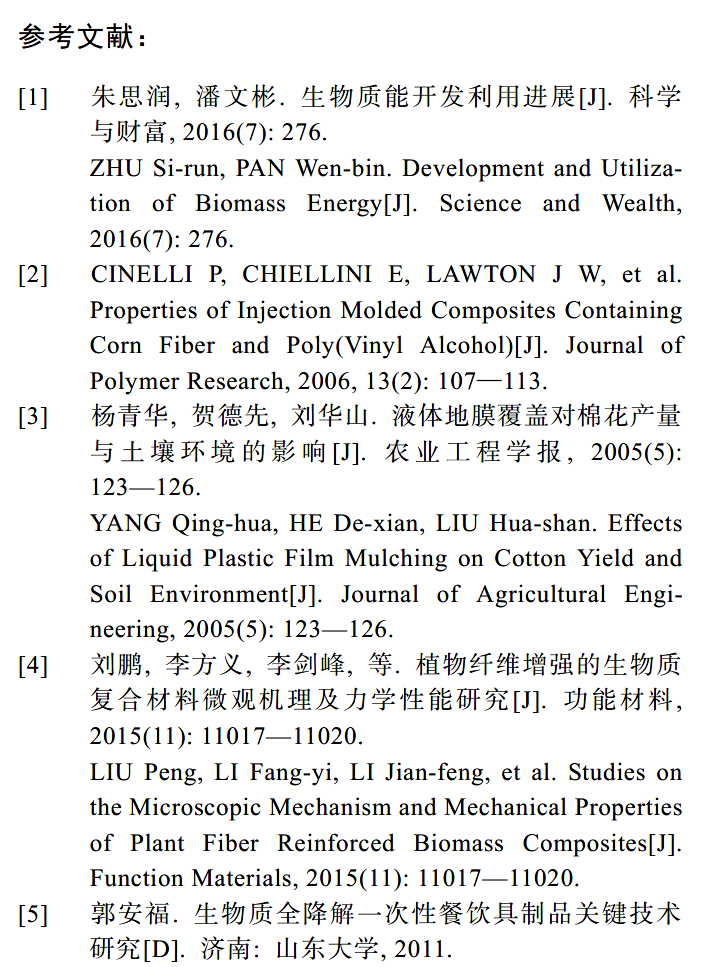 参考文献：
[1] 朱思润, 潘文彬. 生物质能开发利用进展[J]. 科学
与财富, 2016(7): 276.
ZHU Si-run, PAN Wen-bin. Development and Utiliza-
tion of Biomass Energy[J]. Science and Wealth,
2016(7): 276.
[2] CINELLI P, CHIELLINI E, LAWTON J W, et al.
Properties of Injection Molded Composites Containing
Corn Fiber and Poly(Vinyl Alcohol)[J]. Journal of
Polymer Research, 2006, 13(2): 107—113.
[3] 杨青华, 贺德先, 刘华山. 液体地膜覆盖对棉花产量
与土壤环境的影响[J]. 农业工程学报, 2005(5):
123—126.
YANG Qing-hua, HE De-xian, LIU Hua-shan. Effects
of Liquid Plastic Film Mulching on Cotton Yield and
Soil Environment[J]. Journal of Agricultural Engi-
neering, 2005(5): 123—126.
[4] 刘鹏, 李方义, 李剑峰, 等. 植物纤维增强的生物质
复合材料微观机理及力学性能研究[J]. 功能材料,
2015(11): 11017—11020.
LIU Peng, LI Fang-yi, LI Jian-feng, et al. Studies on
the Microscopic Mechanism and Mechanical Properties
of Plant Fiber Reinforced Biomass Composites[J].
Function Materials, 2015(11): 11017—11020.
[5] 郭安福. 生物质全降解一次性餐饮具制品关键技术
研究[D]. 济南: 山东大学, 2011.